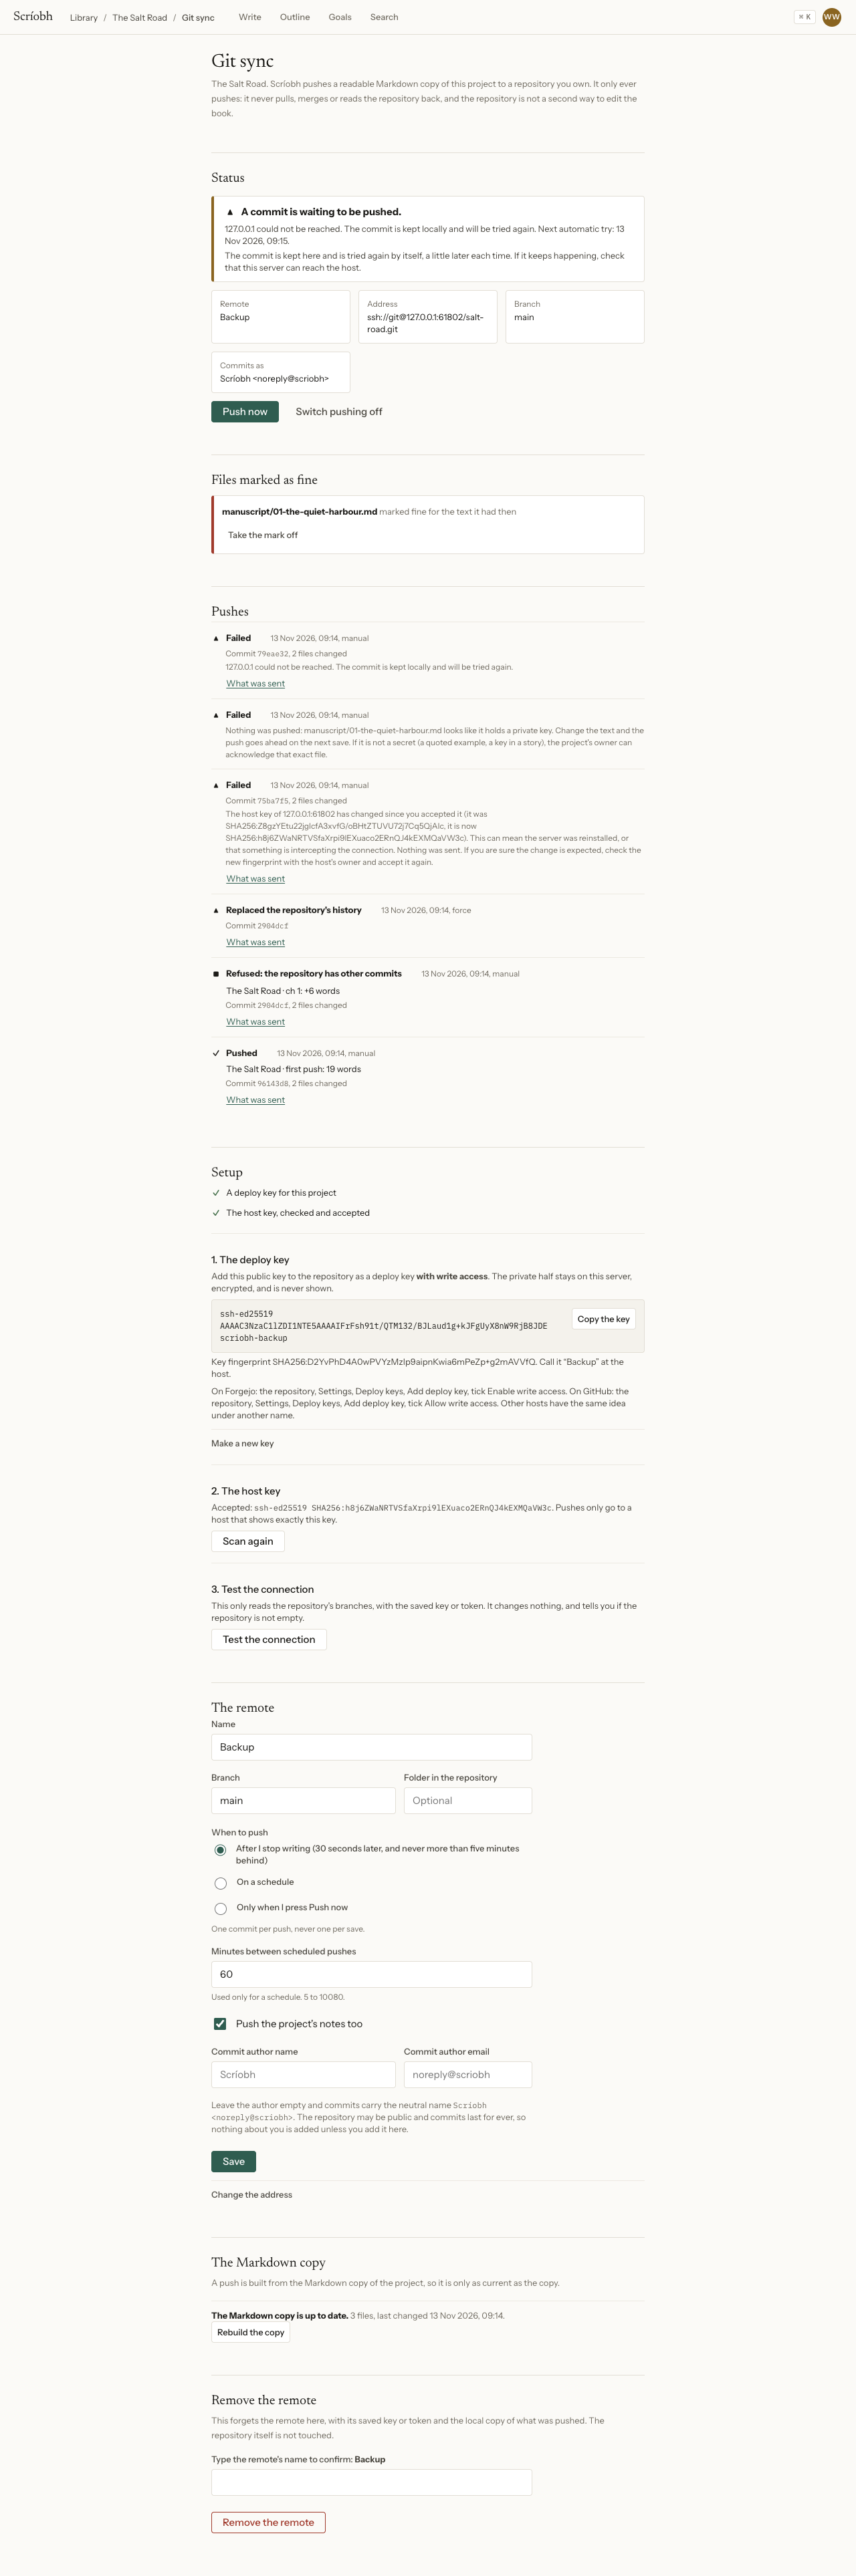 Scríobh Library / The Salt Road / Git sync Write Outline Goals Search ⌘ K WW
Git sync
The Salt Road. Scríobh pushes a readable Markdown copy of this project to a repository you own. It only ever
pushes: it never pulls, merges or reads the repository back, and the repository is not a second way to edit the
book.
Status
A commit is waiting to be pushed.
127.0.0.1 could not be reached. The commit is kept locally and will be tried again. Next automatic try: 13
Nov 2026, 09:15.
The commit is kept here and is tried again by itself, a little later each time. If it keeps happening, check
that this server can reach the host.
Remote
Backup
Address
ssh://git@127.0.0.1:61802/salt-
road.git
Branch
main
Commits as
Scríobh <noreply@scriobh>
Push now Switch pushing off
Files marked as fine
manuscript/01-the-quiet-harbour.md marked fine for the text it had then
Take the mark off
Pushes
Failed 13 Nov 2026, 09:14, manual
Commit 79eae32, 2 files changed
127.0.0.1 could not be reached. The commit is kept locally and will be tried again.
What was sent
Failed 13 Nov 2026, 09:14, manual
Nothing was pushed: manuscript/01-the-quiet-harbour.md looks like it holds a private key. Change the text and the
push goes ahead on the next save. If it is not a secret (a quoted example, a key in a story), the project's owner can
acknowledge that exact file.
Failed 13 Nov 2026, 09:14, manual
Commit 75ba7f5, 2 files changed
The host key of 127.0.0.1:61802 has changed since you accepted it (it was
SHA256:Z8gzYEtu22jglcfA3xvfG/oBHtZTUVU72j7Cq5QjAlc, it is now
SHA256:h8j6ZWaNRTVSfaXrpi9lEXuaco2ERnQJ4kEXMQaVW3c). This can mean the server was reinstalled, or
that something is intercepting the connection. Nothing was sent. If you are sure the change is expected, check the
new fingerprint with the host's owner and accept it again.
What was sent
Replaced the repository's history 13 Nov 2026, 09:14, force
Commit 2904dcf
What was sent
Refused: the repository has other commits 13 Nov 2026, 09:14, manual
The Salt Road · ch 1: +6 words
Commit 2904dcf, 2 files changed
What was sent
Pushed 13 Nov 2026, 09:14, manual
The Salt Road · first push: 19 words
Commit 96143d8, 2 files changed
What was sent
Setup
A deploy key for this project
The host key, checked and accepted
1. The deploy key
Add this public key to the repository as a deploy key with write access. The private half stays on this server,
encrypted, and is never shown.
ssh-ed25519
AAAAC3NzaC1lZDI1NTE5AAAAIFrFsh91t/QTM132/BJLaud1g+kJFgUyX8nW9RjB8JDE
scriobh-backup
Copy the key
Key fingerprint SHA256:D2YvPhD4A0wPVYzMzlp9aipnKwia6mPeZp+g2mAVVfQ. Call it “Backup” at the
host.
On Forgejo: the repository, Settings, Deploy keys, Add deploy key, tick Enable write access. On GitHub: the
repository, Settings, Deploy keys, Add deploy key, tick Allow write access. Other hosts have the same idea
under another name.
Make a new key
2. The host key
Accepted: ssh-ed25519 SHA256:h8j6ZWaNRTVSfaXrpi9lEXuaco2ERnQJ4kEXMQaVW3c. Pushes only go to a
host that shows exactly this key.
Scan again
3. Test the connection
This only reads the repository's branches, with the saved key or token. It changes nothing, and tells you if the
repository is not empty.
Test the connection
The remote
Name
Backup
Branch Folder in the repository
main Optional
When to push
After I stop writing (30 seconds later, and never more than five minutes
behind)
On a schedule
Only when I press Push now
One commit per push, never one per save.
Minutes between scheduled pushes
60
Used only for a schedule. 5 to 10080.
Push the project's notes too
Commit author name Commit author email
Scríobh noreply@scriobh
Leave the author empty and commits carry the neutral name Scríobh
<noreply@scriobh>. The repository may be public and commits last for ever, so
nothing about you is added unless you add it here.
Save
Change the address
The Markdown copy
A push is built from the Markdown copy of the project, so it is only as current as the copy.
The Markdown copy is up to date. 3 files, last changed 13 Nov 2026, 09:14.
Rebuild the copy
Remove the remote
This forgets the remote here, with its saved key or token and the local copy of what was pushed. The
repository itself is not touched.
Type the remote's name to confirm: Backup
Remove the remote